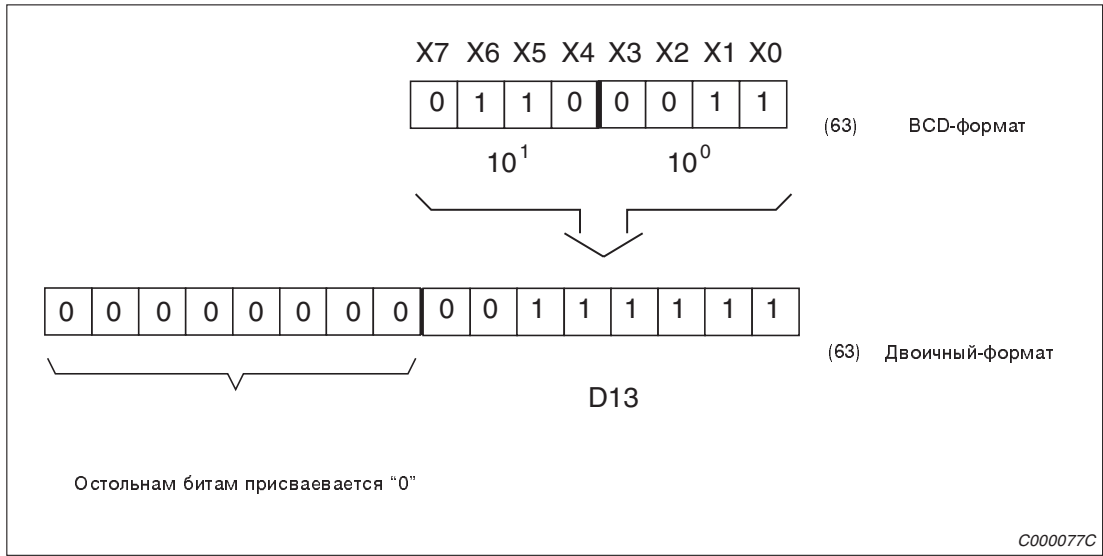 X7 X6 X5 X4 X3 X2 X1 X0
0 1 1 0 0 0 1 1
(63) BCD-формат
10¹ 10⁰
0 0 0 0 0 0 0 0 0 0 1 1 1 1 1 1
(63) Двоичный-формат
D13
Остольнам битам присваевается “0”
C000077C